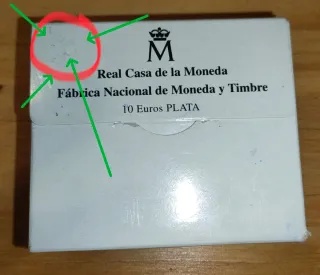 M
Real Casa de la Moneda
Fábrica Nacional de Moneda y Timbre
10 Euros PLATA